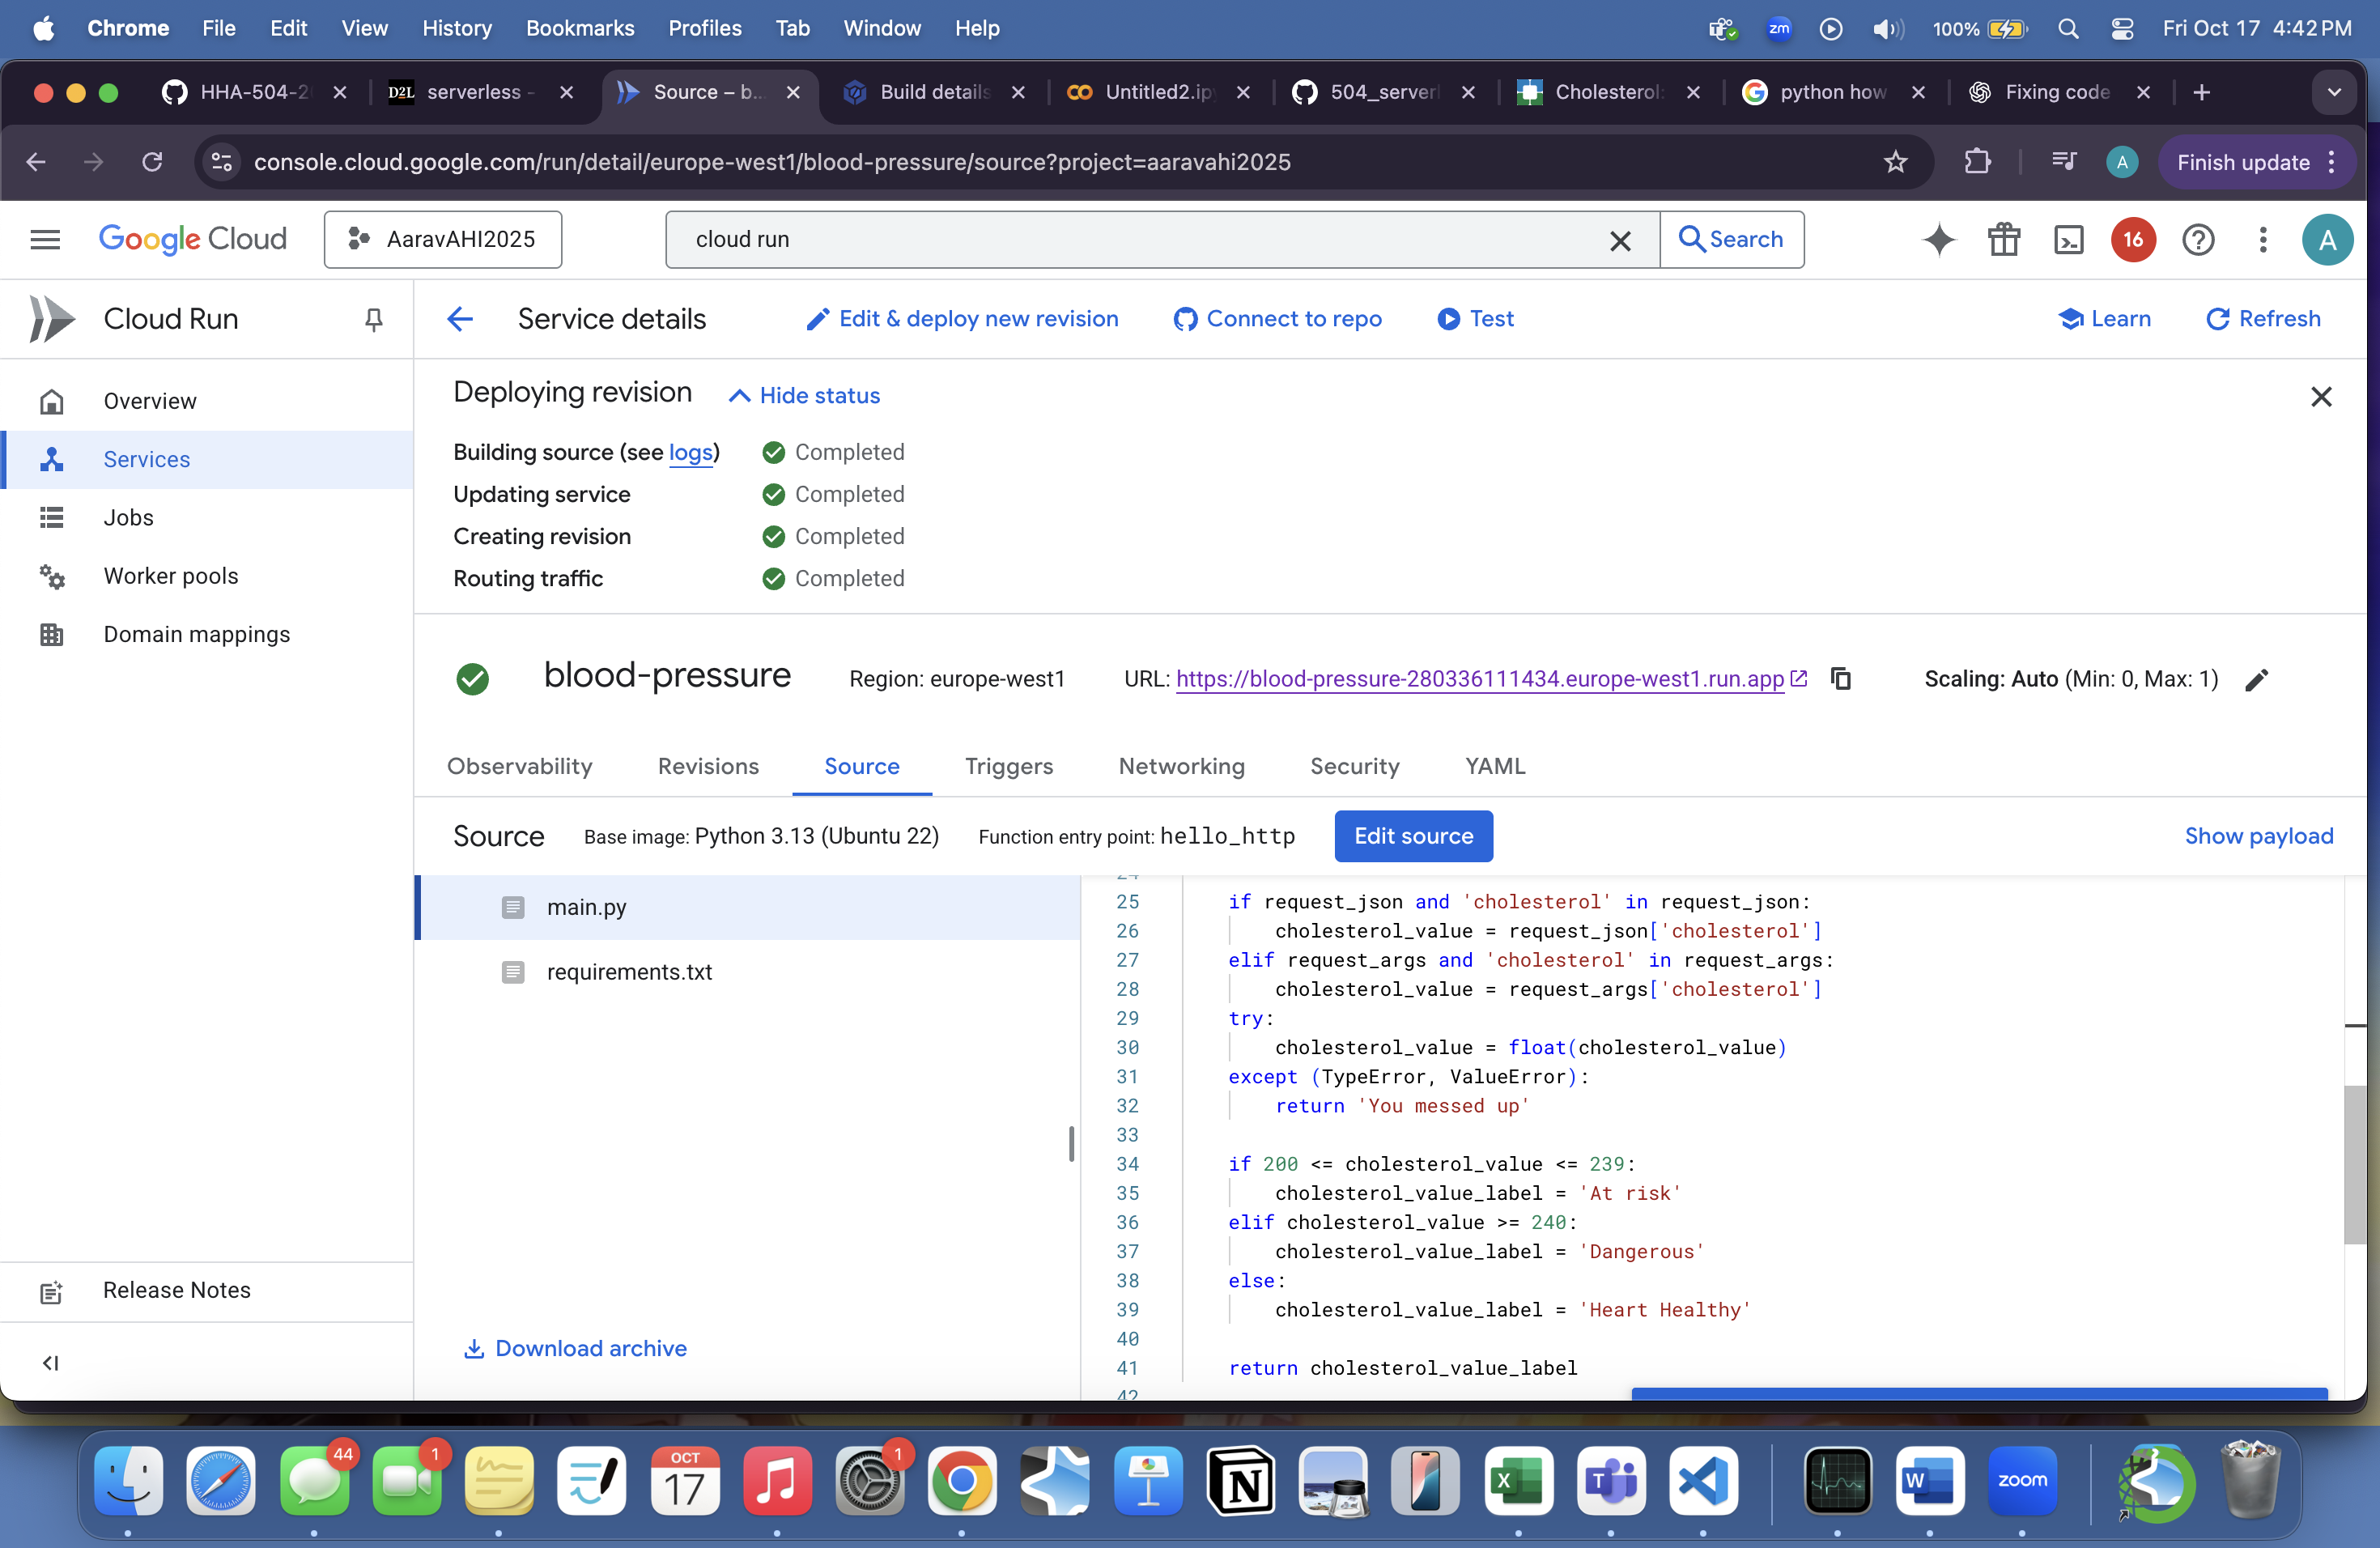 Chrome File Edit View History Bookmarks Profiles Tab Window Help zm 100% Fri Oct 17 4:42 PM
HHA-504-2 D2L serverless - Source – b... Build details Untitled2.ip 504_server Cholesterol: python how Fixing code
console.cloud.google.com/run/detail/europe-west1/blood-pressure/source?project=aaravahi2025 A Finish update
Google Cloud AaravAHI2025 cloud run Search 16 A
Cloud Run
Service details Edit & deploy new revision Connect to repo Test Learn Refresh
Overview
Services
Jobs
Worker pools
Domain mappings
Release Notes
Deploying revision Hide status
Building source (see logs) Completed
Updating service Completed
Creating revision Completed
Routing traffic Completed
blood-pressure Region: europe-west1 URL: https://blood-pressure-280336111434.europe-west1.run.app Scaling: Auto (Min: 0, Max: 1)
Observability Revisions Source Triggers Networking Security YAML
Source Base image: Python 3.13 (Ubuntu 22) Function entry point: hello_http Edit source Show payload
main.py
requirements.txt
Download archive
24
25 if request_json and 'cholesterol' in request_json:
26 cholesterol_value = request_json['cholesterol']
27 elif request_args and 'cholesterol' in request_args:
28 cholesterol_value = request_args['cholesterol']
29 try:
30 cholesterol_value = float(cholesterol_value)
31 except (TypeError, ValueError):
32 return 'You messed up'
33
34 if 200 <= cholesterol_value <= 239:
35 cholesterol_value_label = 'At risk'
36 elif cholesterol_value >= 240:
37 cholesterol_value_label = 'Dangerous'
38 else:
39 cholesterol_value_label = 'Heart Healthy'
40
41 return cholesterol_value_label
42
44 1 OCT 17 1 N X T W zoom